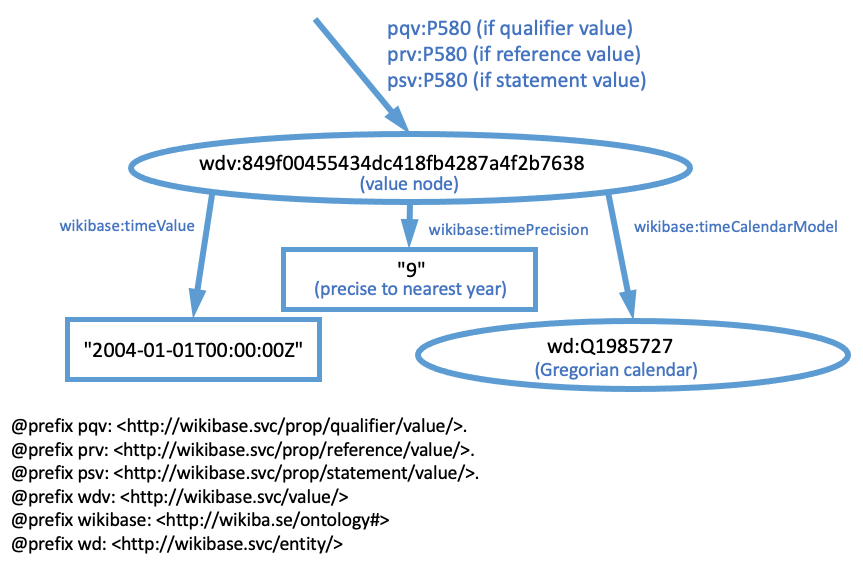 pqv:P580 (if qualifier value)
prv:P580 (if reference value)
psv:P580 (if statement value)
wdv:849f00455434dc418fb4287a4f2b7638
(value node)
wikibase:timeValue
wikibase:timePrecision
wikibase:timeCalendarModel
"9"
(precise to nearest year)
"2004-01-01T00:00:00Z"
wd:Q1985727
(Gregorian calendar)
@prefix pqv: <http://wikibase.svc/prop/qualifier/value/>.
@prefix prv: <http://wikibase.svc/prop/reference/value/>.
@prefix psv: <http://wikibase.svc/prop/statement/value/>.
@prefix wdv: <http://wikibase.svc/value/>
@prefix wikibase: <http://wikiba.se/ontology#>
@prefix wd: <http://wikibase.svc/entity/>